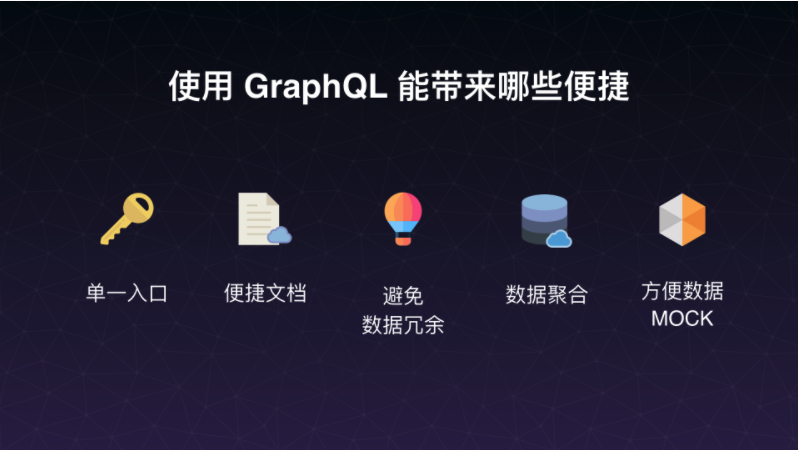 使用 GraphQL 能带来哪些便捷
单一入口
便捷文档
避免
数据冗余
数据聚合
方便数据
MOCK